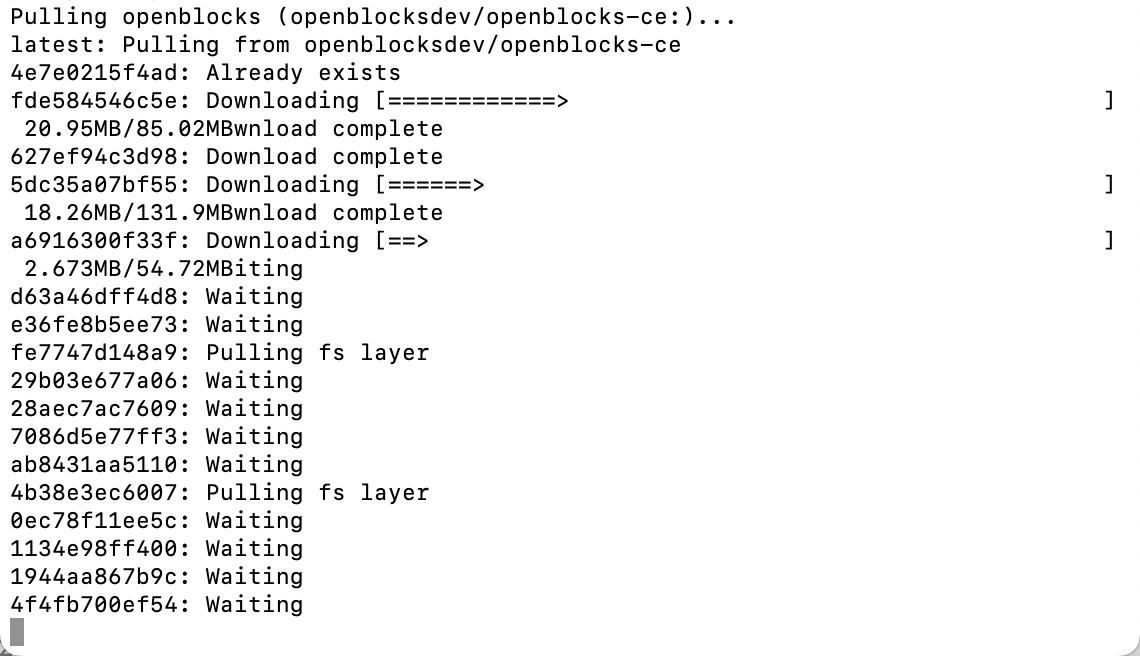 Pulling openblocks (openblocksdev/openblocks-ce:)...
latest: Pulling from openblocksdev/openblocks-ce
4e7e0215f4ad: Already exists
fde584546c5e: Downloading [============>                                      ]
 20.95MB/85.02MBwnload complete
627ef94c3d98: Download complete
5dc35a07bf55: Downloading [======>                                            ]
 18.26MB/131.9MBwnload complete
a6916300f33f: Downloading [==>                                                ]
 2.673MB/54.72MBiting
d63a46dff4d8: Waiting
e36fe8b5ee73: Waiting
fe7747d148a9: Pulling fs layer
29b03e677a06: Waiting
28aec7ac7609: Waiting
7086d5e77ff3: Waiting
ab8431aa5110: Waiting
4b38e3ec6007: Pulling fs layer
0ec78f11ee5c: Waiting
1134e98ff400: Waiting
1944aa867b9c: Waiting
4f4fb700ef54: Waiting